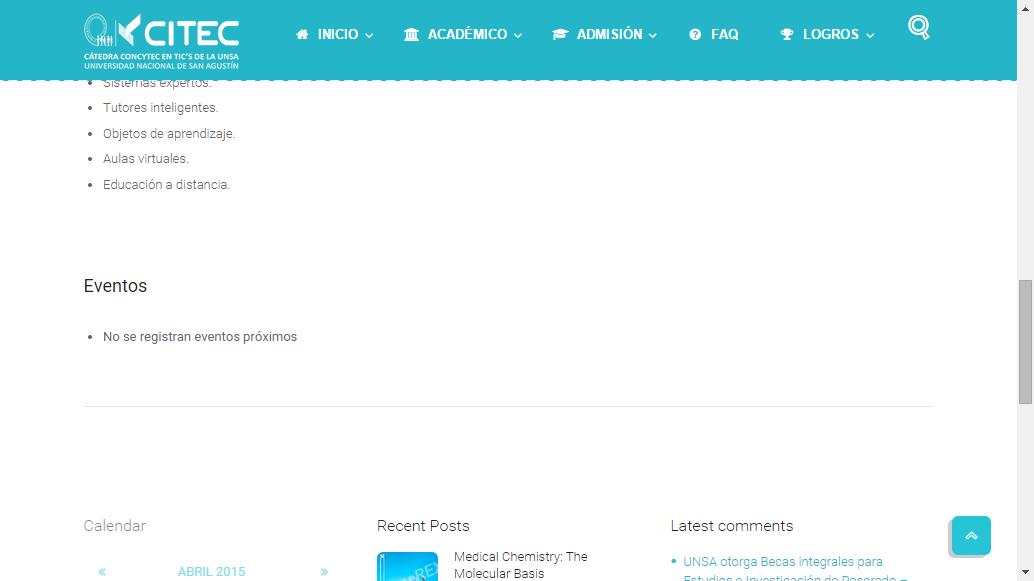 CITEC
CÁTEDRA CONCYTEC EN TIC'S DE LA UNSA
UNIVERSIDAD NACIONAL DE SAN AGUSTÍN
INICIO
ACADÉMICO
ADMISIÓN
FAQ
LOGROS
Sistemas expertos.
Tutores inteligentes.
Objetos de aprendizaje.
Aulas virtuales.
Educación a distancia.
Eventos
No se registran eventos próximos
Calendar
« ABRIL 2015 »
Recent Posts
Medical Chemistry: The
Molecular Basis
Latest comments
UNSA otorga Becas integrales para
Estudios e Investigación de Posgrado –